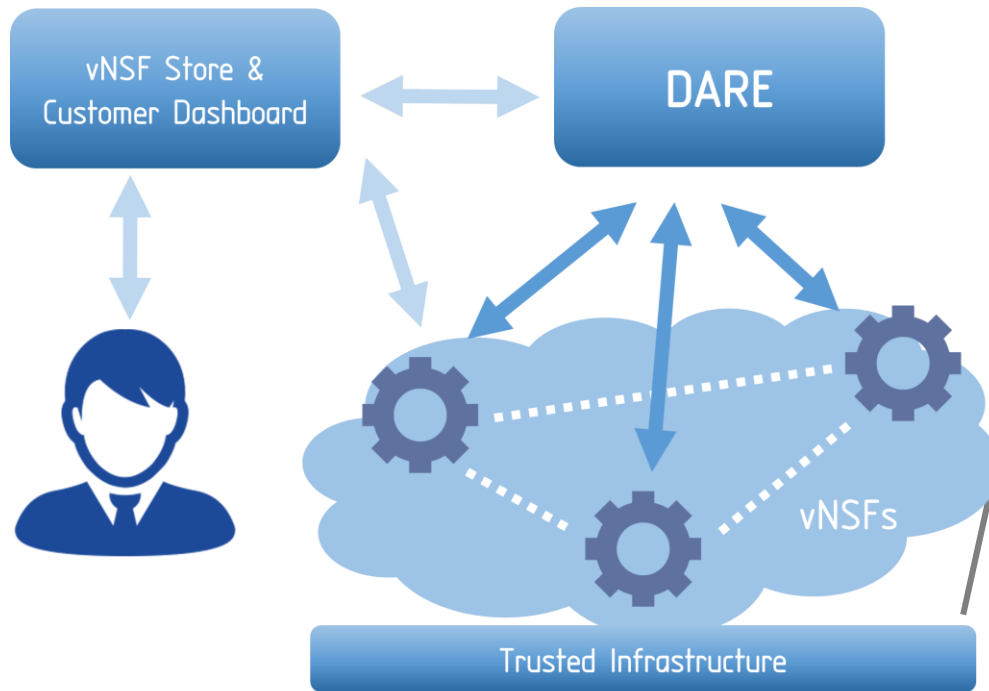 vNSF Store &
Customer Dashboard
DARE
vNSFs
Trusted Infrastructure